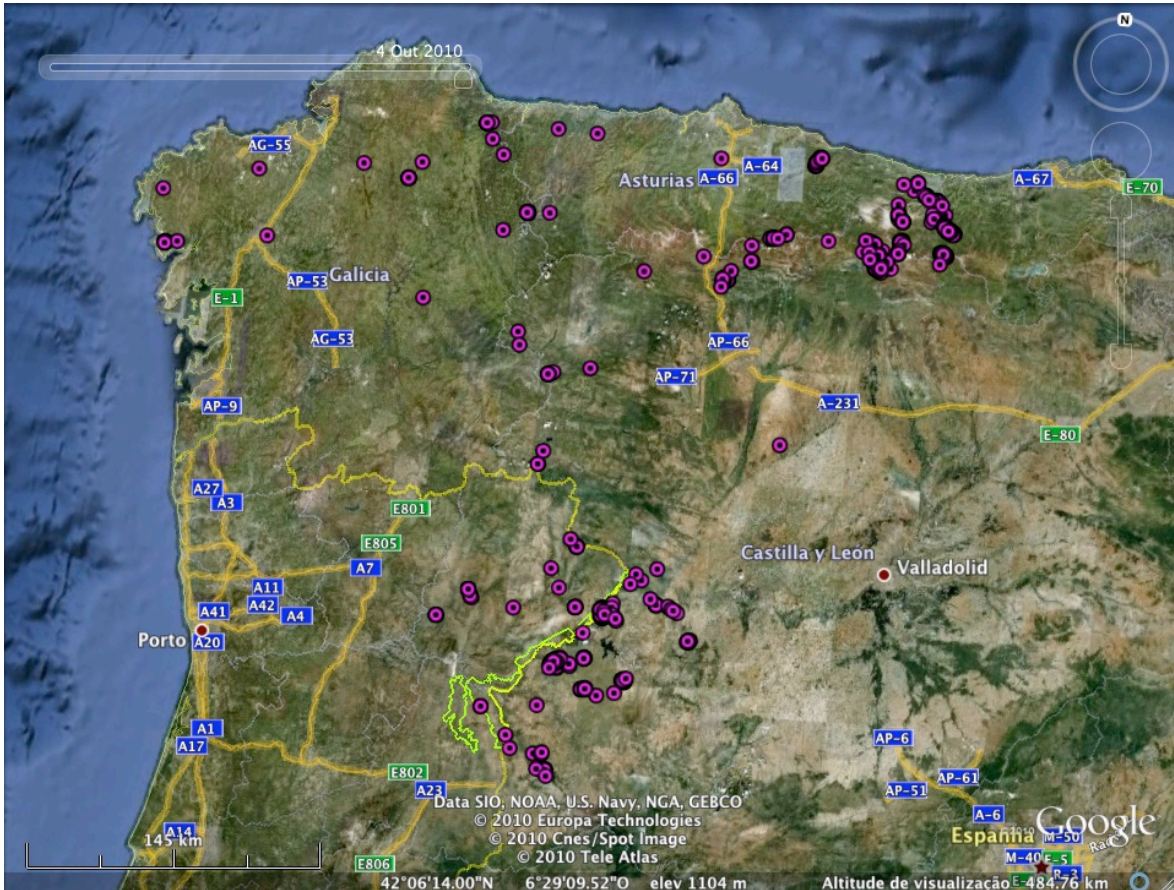 N
4 Out 2010
AG-55
A-64
Asturias
A-66
A-67
E-70
AP-53
Galicia
E-1
AG-53
AP-66
AP-71
AP-9
A-231
E-80
A27
A3
E801
E805
Castilla y León
A7
Valladolid
A11
A42
A41
A4
Porto
A20
A1
A17
AP-6
E802
AP-61
A23
AP-51
Data SIO, NOAA, U.S. Navy, NGA, GEBCO
© 2010 Europa Technologies
A-6
Google
A14
145 km
© 2010 Cnes/Spot Image
España
M-50
© 2010 Tele Atlas
M-40
E-5
E806
R-3
42°06'14.00"N 6°29'09.52"O elev 1104 m
Altitude de visualização 484.76 km